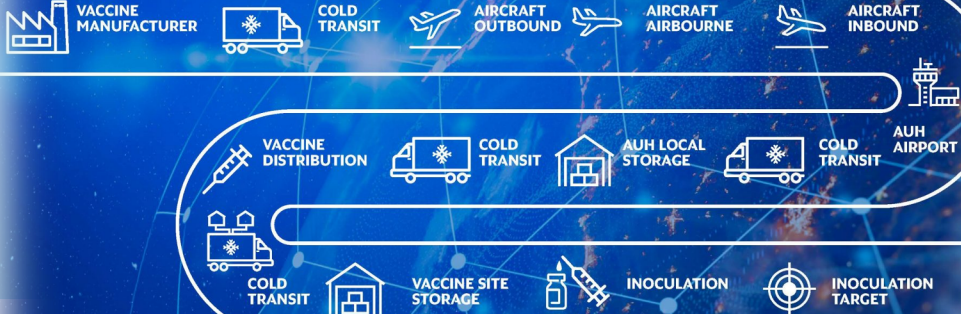 VACCINE
MANUFACTURER
COLD
TRANSIT
AIRCRAFT
OUTBOUND
AIRCRAFT
AIRBOURNE
AIRCRAFT
INBOUND
AUH
AIRPORT
COLD
TRANSIT
AUH LOCAL
STORAGE
COLD
TRANSIT
VACCINE
DISTRIBUTION
COLD
TRANSIT
VACCINE SITE
STORAGE
INOCULATION
INOCULATION
TARGET